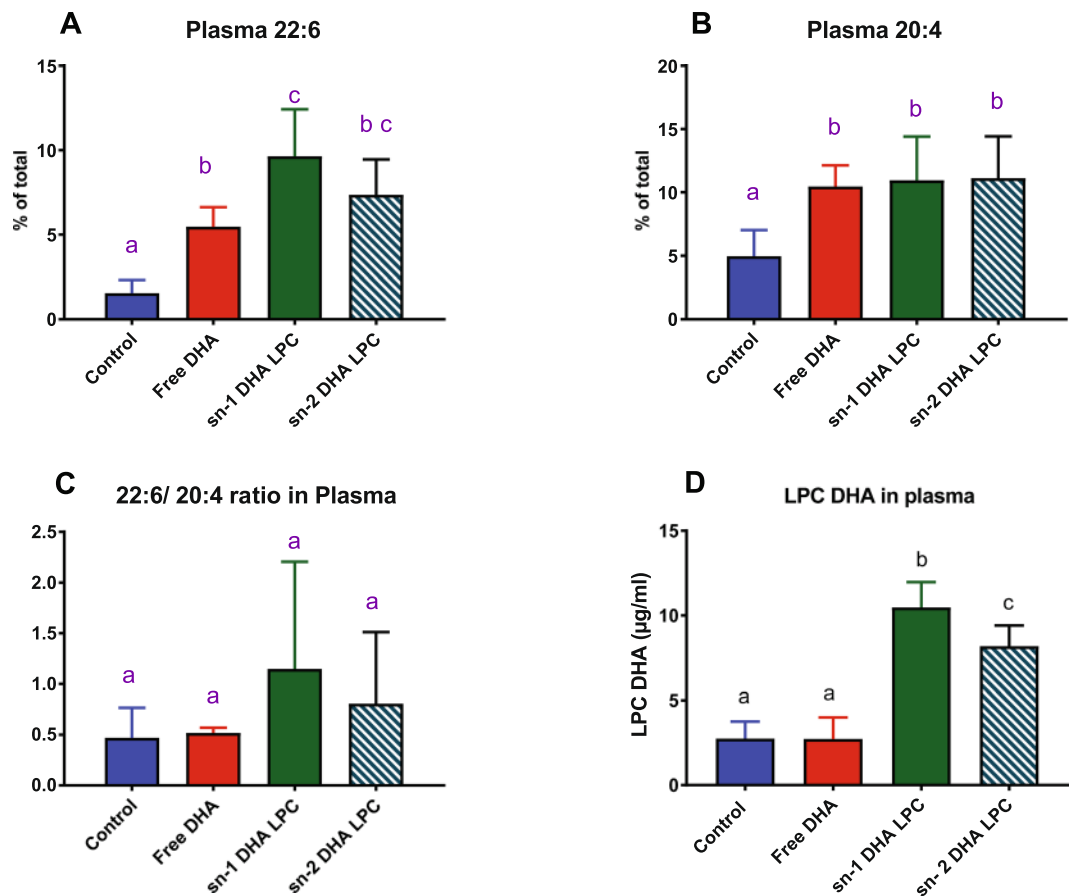 A
Plasma 22:6
% of total
15
10
5
0
a
b
c
b c
Control
Free DHA
sn-1 DHA LPC
sn-2 DHA LPC
B
Plasma 20:4
% of total
20
15
10
5
0
a
b
b
b
Control
Free DHA
sn-1 DHA LPC
sn-2 DHA LPC
C
22:6/ 20:4 ratio in Plasma
2.5
2.0
1.5
1.0
0.5
0.0
a
a
a
a
Control
Free DHA
sn-1 DHA LPC
sn-2 DHA LPC
D
LPC DHA in plasma
LPC DHA (µg/ml)
15
10
5
0
a
a
b
c
Control
Free DHA
sn-1 DHA LPC
sn- 2 DHA LPC